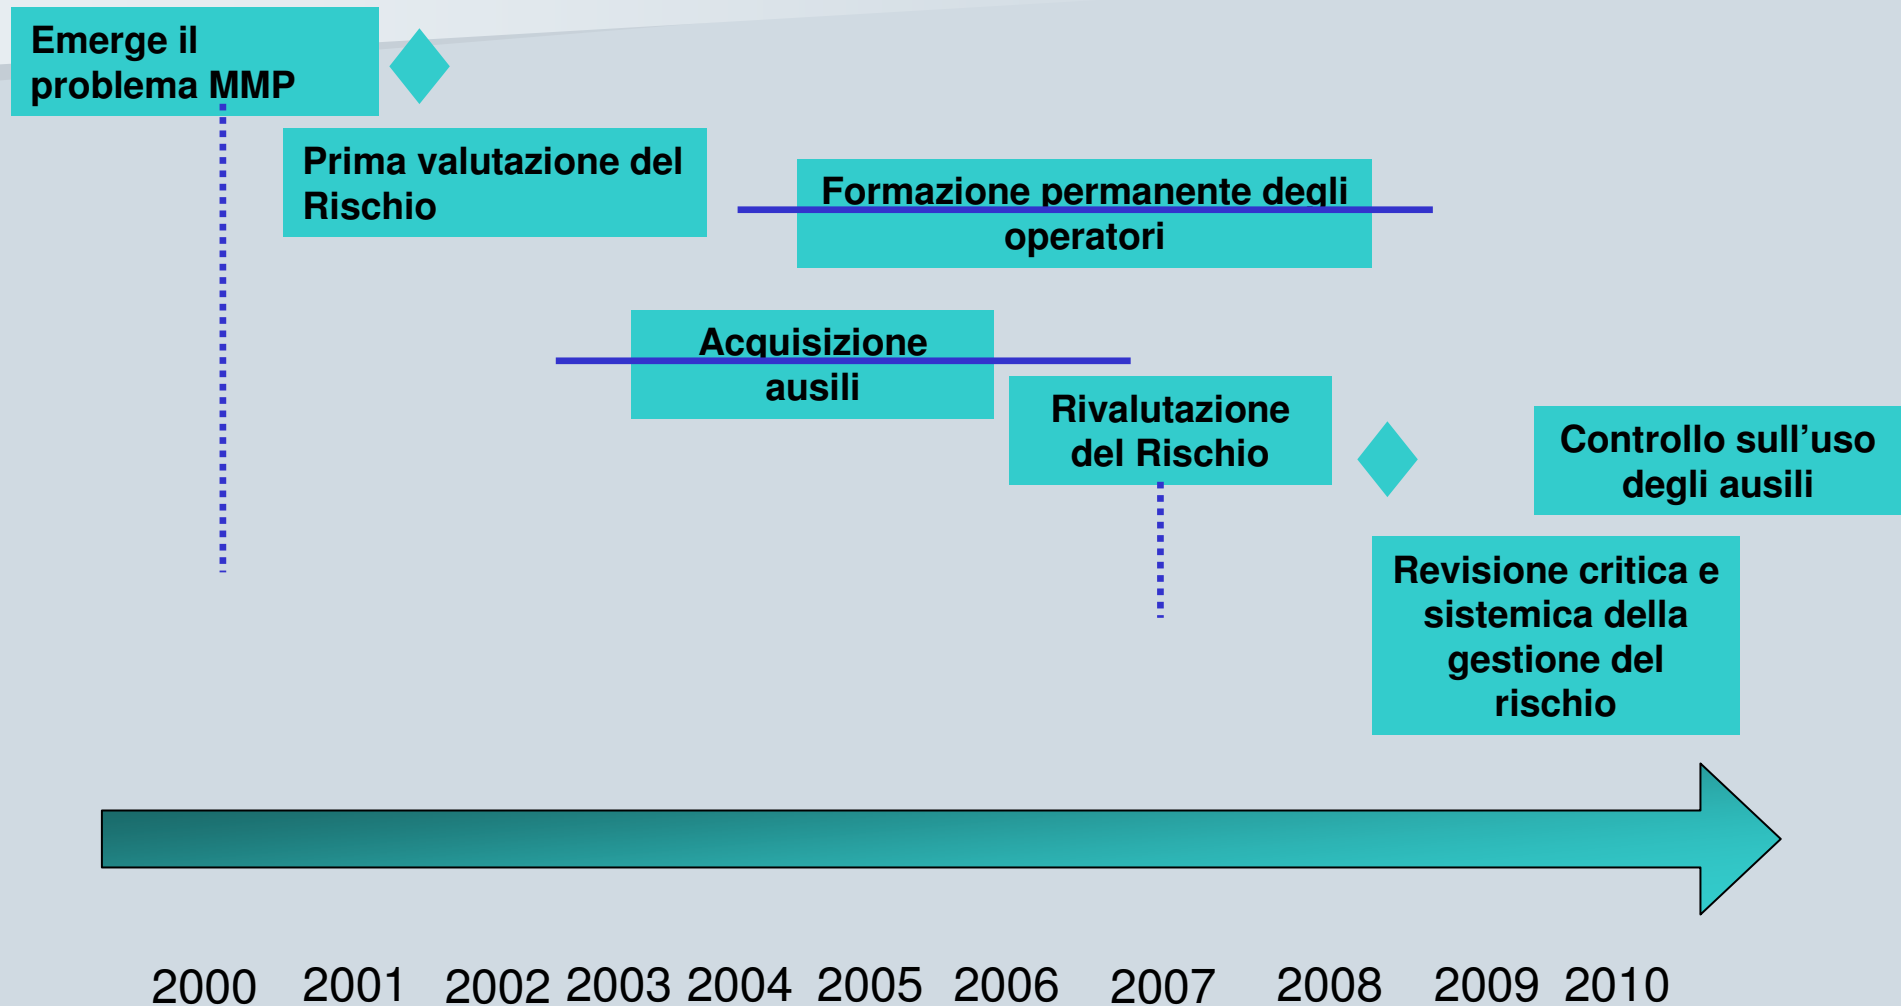 Emerge il
problema MMP
Prima valutazione del
Rischio
Formazione permanente degli
operatori
Acquisizione
ausili
Rivalutazione
del Rischio
Controllo sull'uso
degli ausili
Revisione critica e
sistemica della
gestione del
rischio
2000 2001 2002 2003 2004 2005 2006 2007 2008 2009 2010